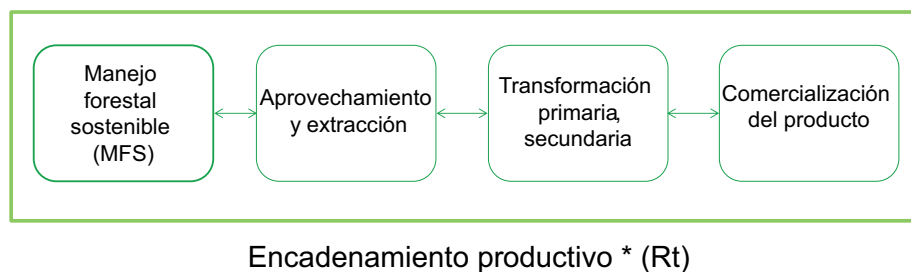 Manejo
forestal
sostenible
(MFS)
Aprovechamiento
y extracción
Transformación
primaria,
secundaria
Comercialización
del producto
Encadenamiento productivo * (Rt)